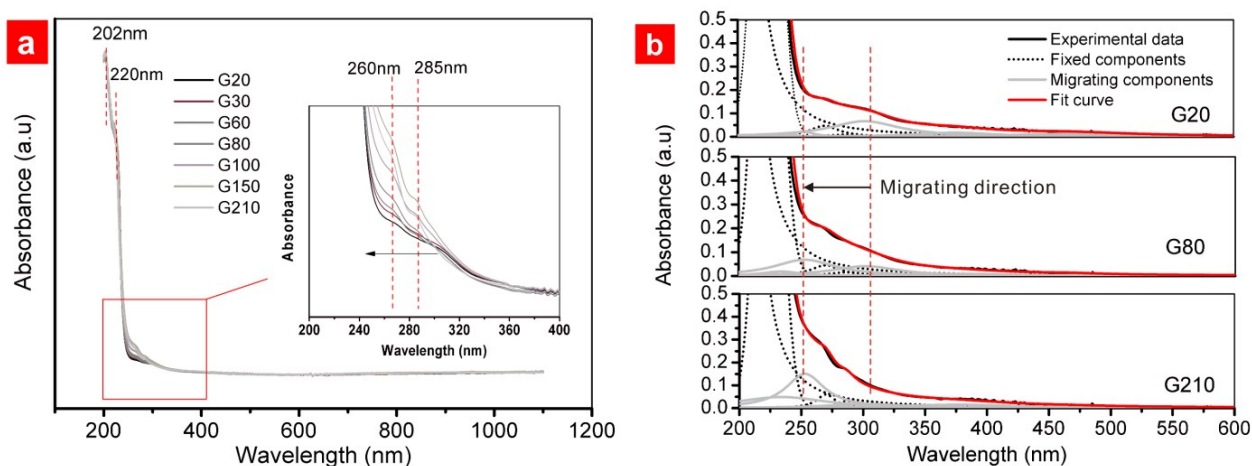 a
202nm
220nm
G20
G30
G60
G80
G100
G150
G210
260nm
285nm
Absorbance
200 240 280 320 360 400
Wavelength (nm)
Absorbance (a.u)
200 400 600 800 1000 1200
Wavelength (nm)
b
0.5
0.4
0.3
0.2
0.1
0.0
Experimental data
Fixed components
Migrating components
Fit curve
G20
0.5
0.4
0.3
0.2
0.1
0.0
Migrating direction
G80
0.5
0.4
0.3
0.2
0.1
0.0
G210
Absorbance (a.u)
200 250 300 350 400 450 500 550 600
Wavelength (nm)